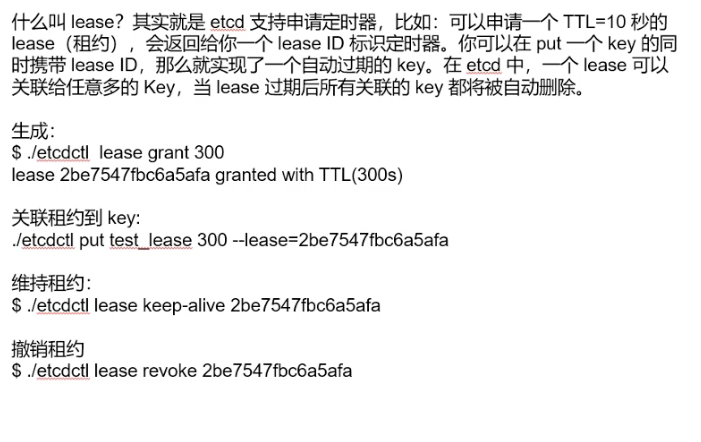 什么叫 lease？其实就是 etcd 支持申请定时器，比如：可以申请一个 TTL=10 秒的
lease（租约），会返回给你一个 lease ID 标识定时器。你可以在 put 一个 key 的同
时携带 lease ID，那么就实现了一个自动过期的 key。在 etcd 中，一个 lease 可以
关联给任意多的 Key，当 lease 过期后所有关联的 key 都将被自动删除。
生成：
$ ./etcdctl  lease grant 300
lease 2be7547fbc6a5afa granted with TTL(300s)
关联租约到 key:
./etcdctl put test_lease 300 --lease=2be7547fbc6a5afa
维持租约：
$ ./etcdctl lease keep-alive 2be7547fbc6a5afa
撤销租约
$ ./etcdctl lease revoke 2be7547fbc6a5afa